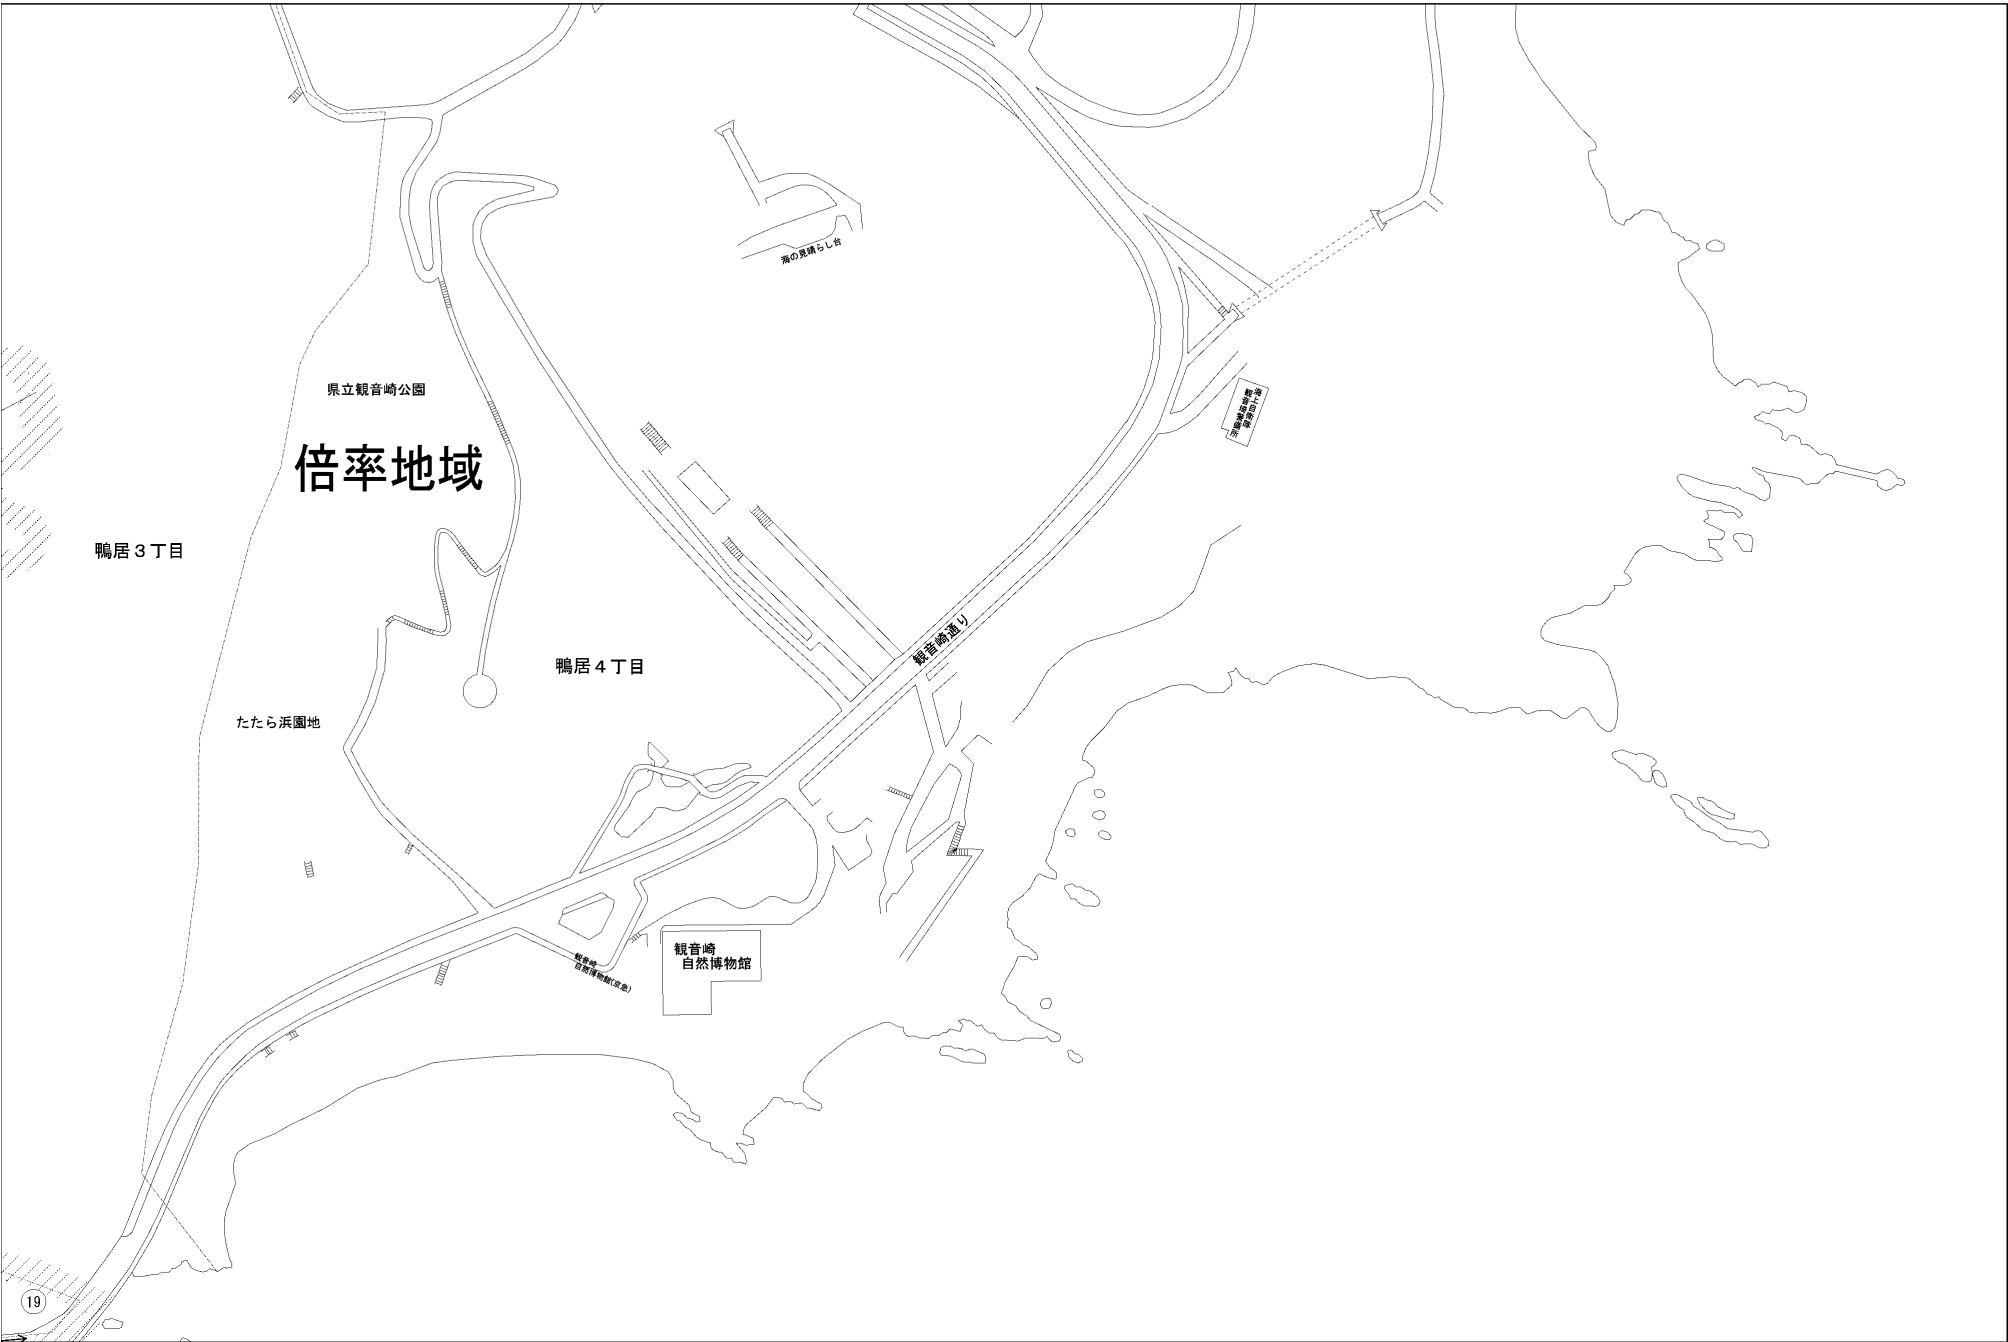 海の見晴らし台
県立観音崎公園
倍率地域
海上自衛隊
観音埼警備所
鴨居3丁目
観音崎通り
鴨居4丁目
たたら浜園地
観音崎
自然博物館
観音崎
自然博物館(京急)
19